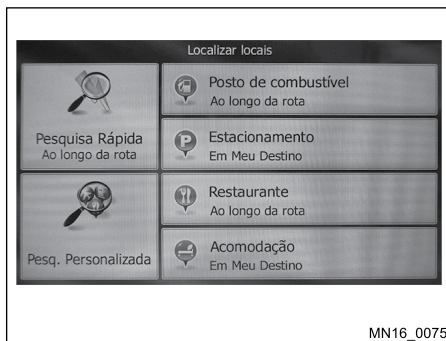 Localizar locais
Pesquisa Rápida
Ao longo da rota
Pesq. Personalizada
Posto de combustível
Ao longo da rota
P
Estacionamento
Em Meu Destino
Restaurante
Ao longo da rota
Acomodação
Em Meu Destino
MN16_0075